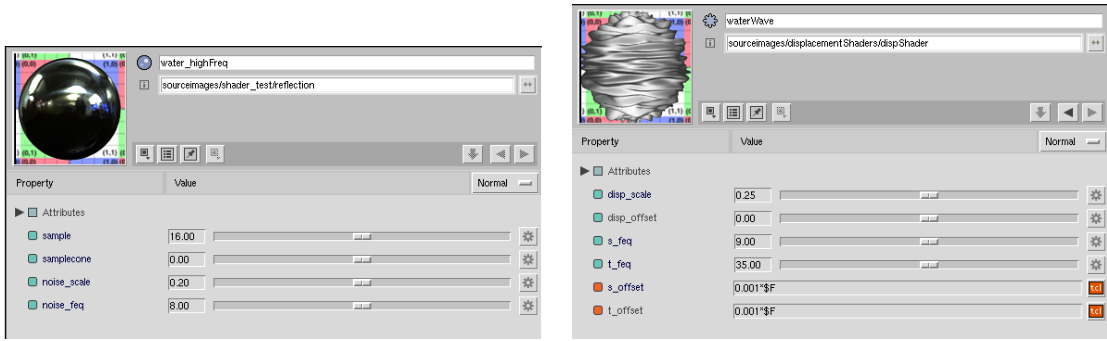 water_highFreq
sourceimages/shader_test/reflection
Property Value Normal
Attributes
sample 16.00
samplecone 0.00
noise_scale 0.20
noise_feq 8.00
waterWave
sourceimages/displacementShaders/dispShader
Property Value Normal
Attributes
disp_scale 0.25
disp_offset 0.00
s_feq 9.00
t_feq 35.00
s_offset 0.001*$F tcl
t_offset 0.001*$F tcl